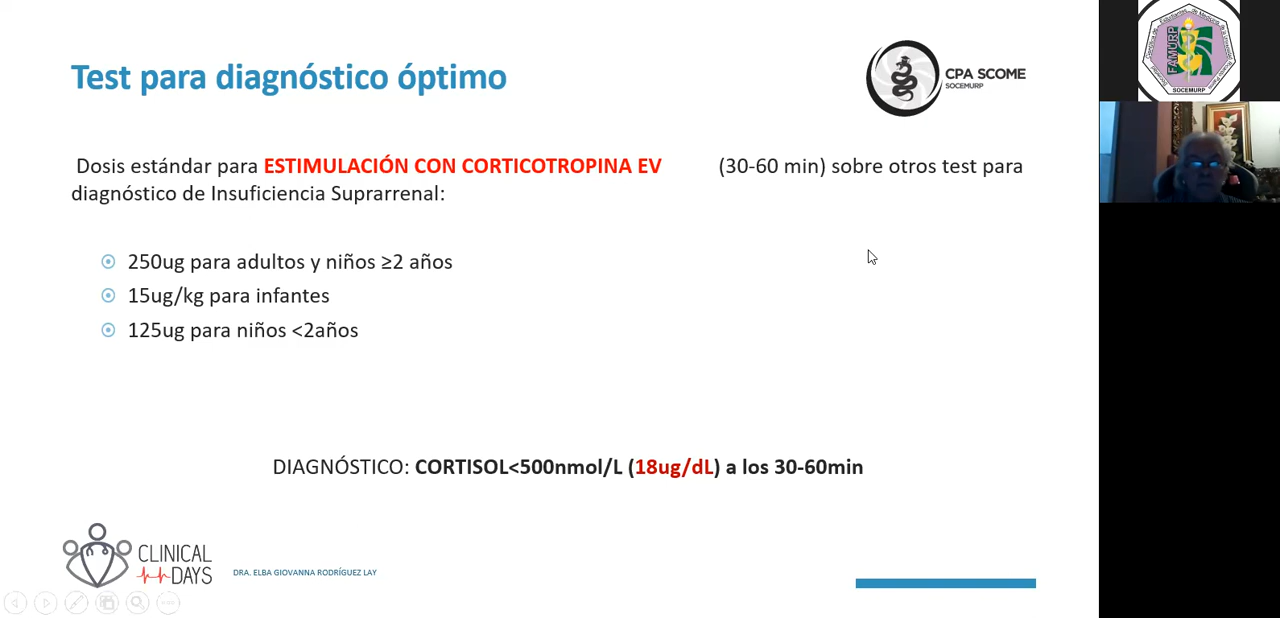 Test para diagnóstico óptimo
CPA SCOME
SOCEMURP
Dosis estándar para ESTIMULACIÓN CON CORTICOTROPINA EV (30-60 min) sobre otros test para
diagnóstico de Insuficiencia Suprarrenal:
250ug para adultos y niños ≥2 años
15ug/kg para infantes
125ug para niños <2años
DIAGNÓSTICO: CORTISOL<500nmol/L (18ug/dL) a los 30-60min
CLINICAL
DAYS
DRA. ELBA GIOVANNA RODRÍGUEZ LAY
FAMURP
SOCEMURP